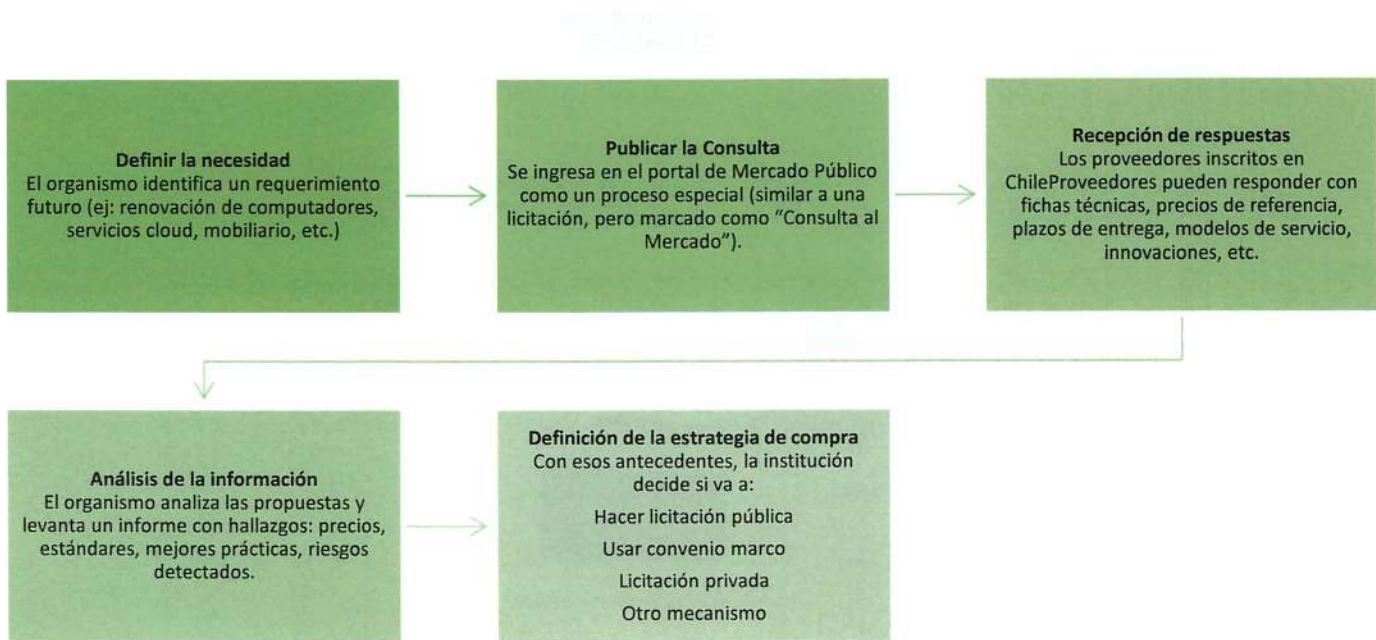 Definir la necesidad
El organismo identifica un requerimiento
futuro (ej: renovación de computadores,
servicios cloud, mobiliario, etc.)
Publicar la Consulta
Se ingresa en el portal de Mercado Público
como un proceso especial (similar a una
licitación, pero marcado como “Consulta al
Mercado”).
Recepción de respuestas
Los proveedores inscritos en
ChileProveedores pueden responder con
fichas técnicas, precios de referencia,
plazos de entrega, modelos de servicio,
innovaciones, etc.
Análisis de la información
El organismo analiza las propuestas y
levanta un informe con hallazgos: precios,
estándares, mejores prácticas, riesgos
detectados.
Definición de la estrategia de compra
Con esos antecedentes, la institución
decide si va a:
Hacer licitación pública
Usar convenio marco
Licitación privada
Otro mecanismo